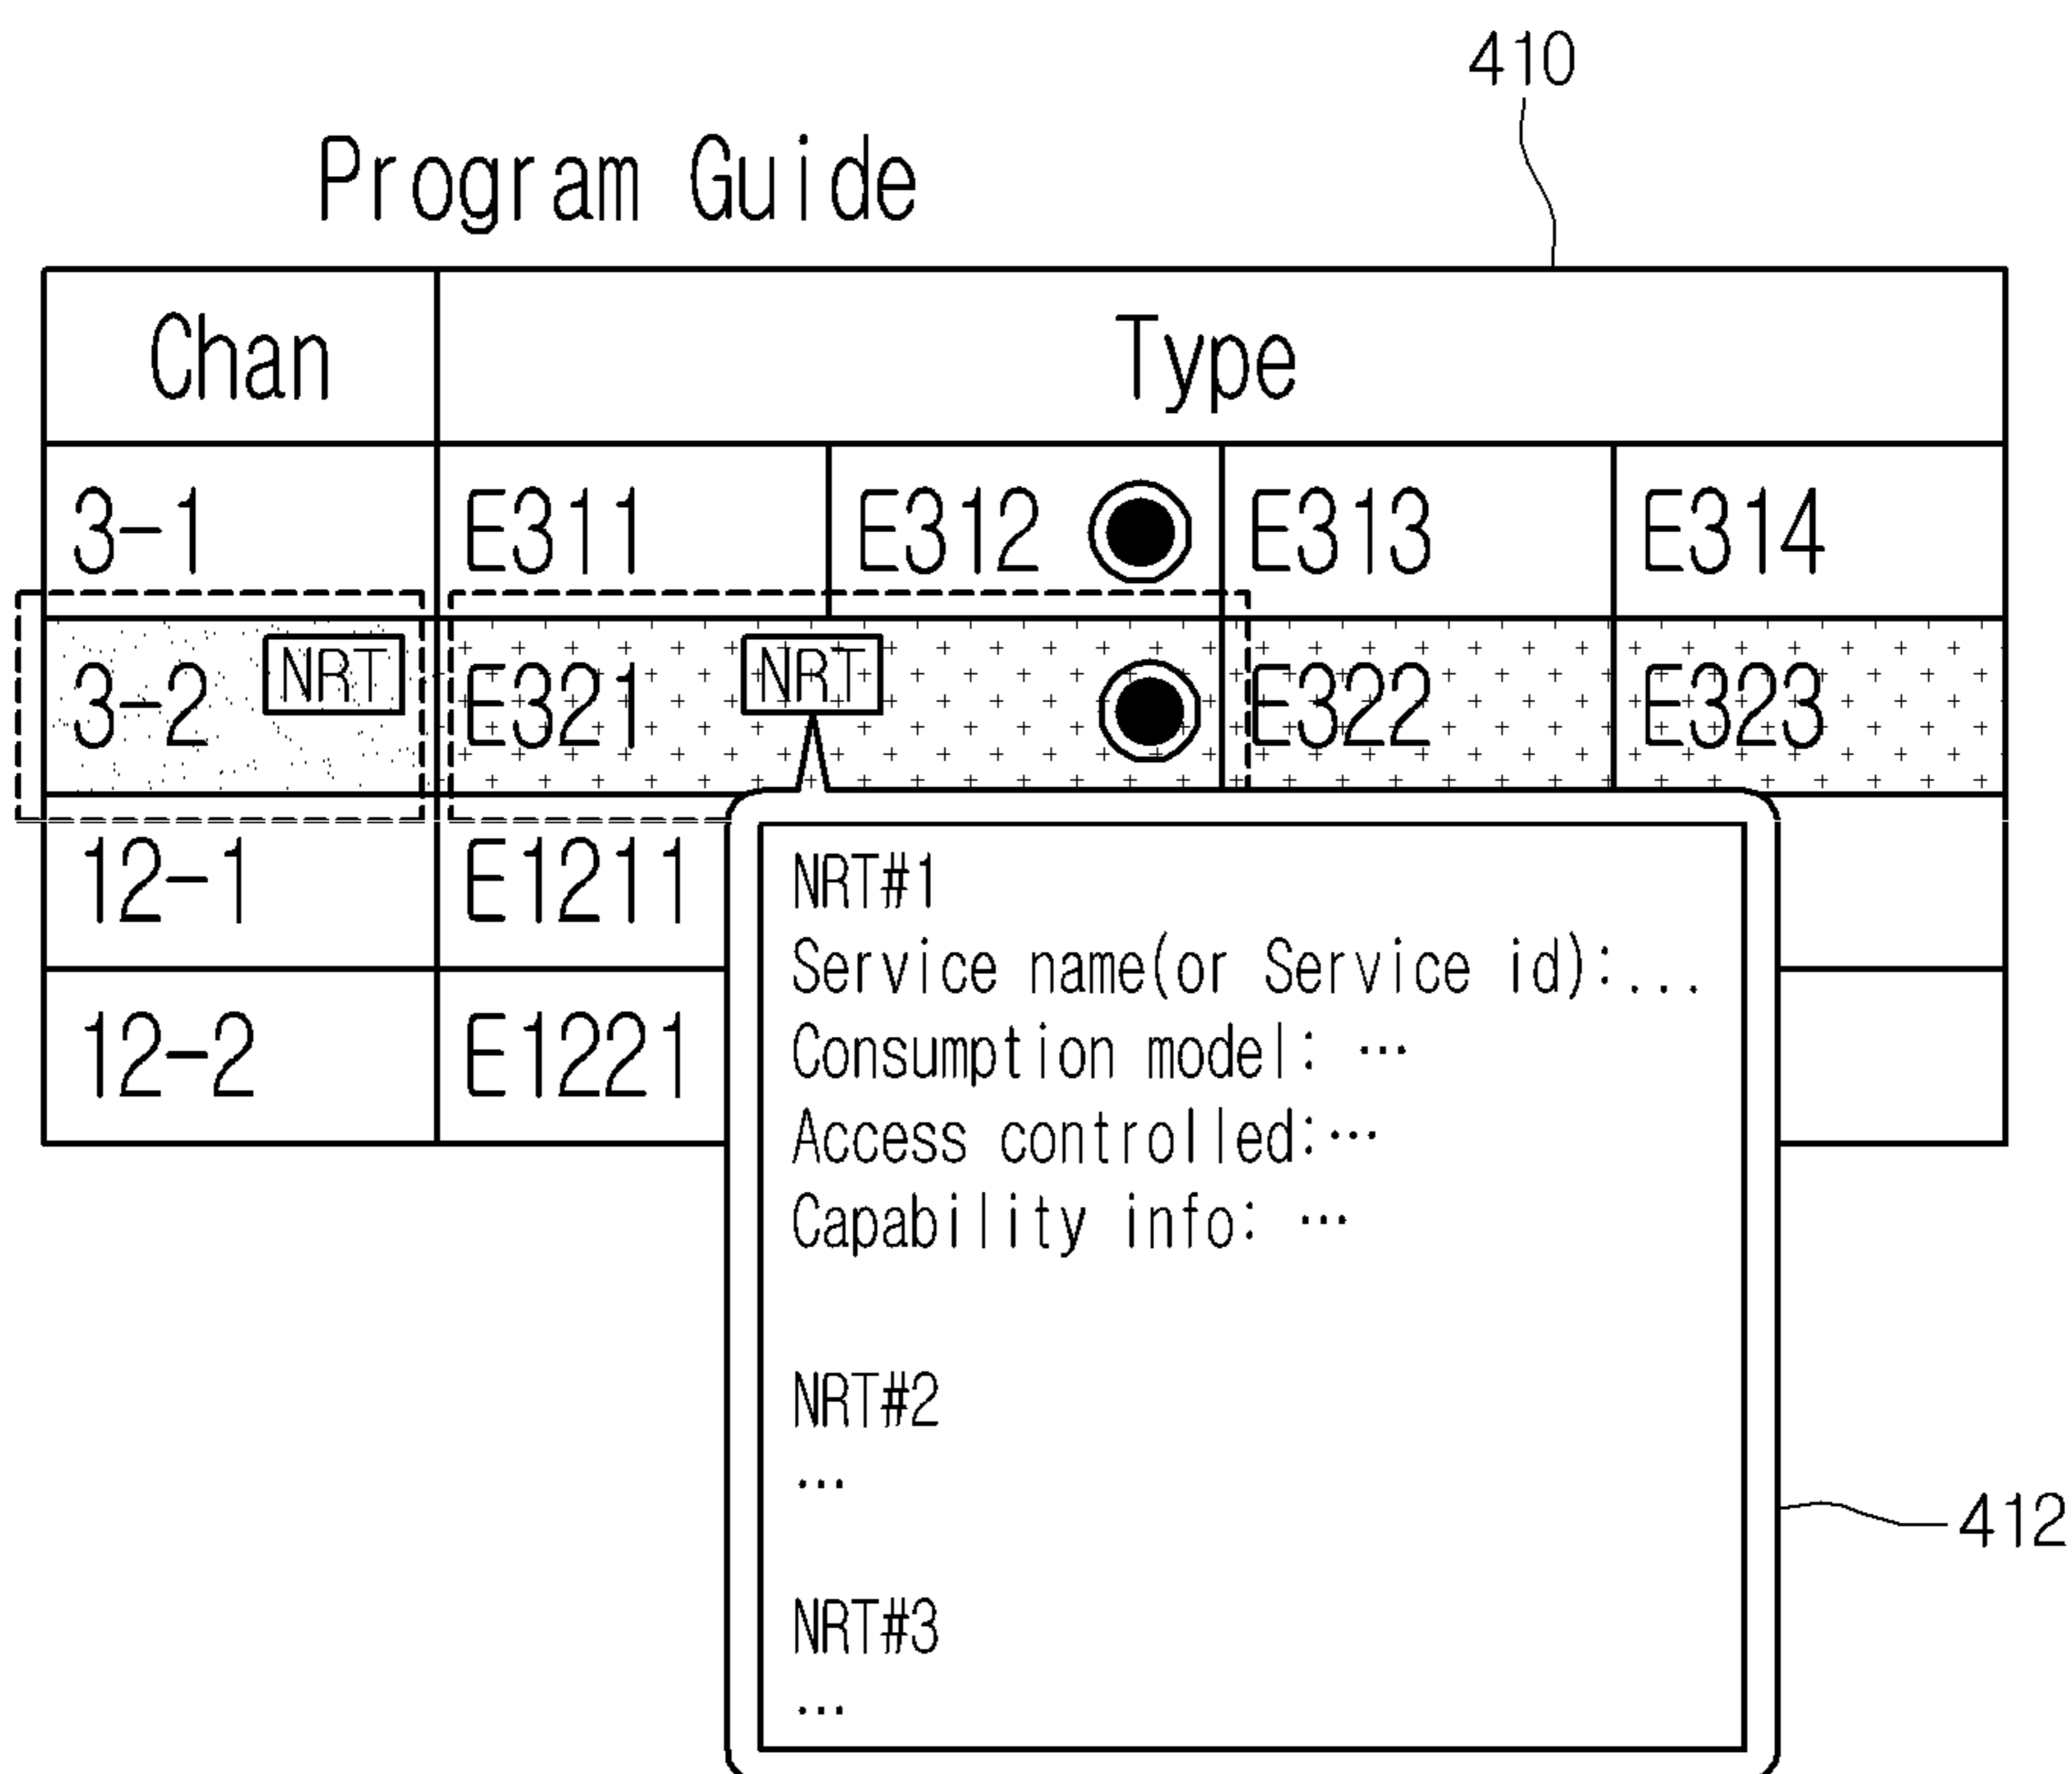 410
Program Guide
Chan Type
3-1 E311 E312 E313 E314
3-2 NRT E321 NRT E322 E323
12-1 E1211
12-2 E1221
NRT#1
Service name(or Service id):...
Consumption model: ...
Access controlled:...
Capability info: ...
NRT#2
...
NRT#3
...
412